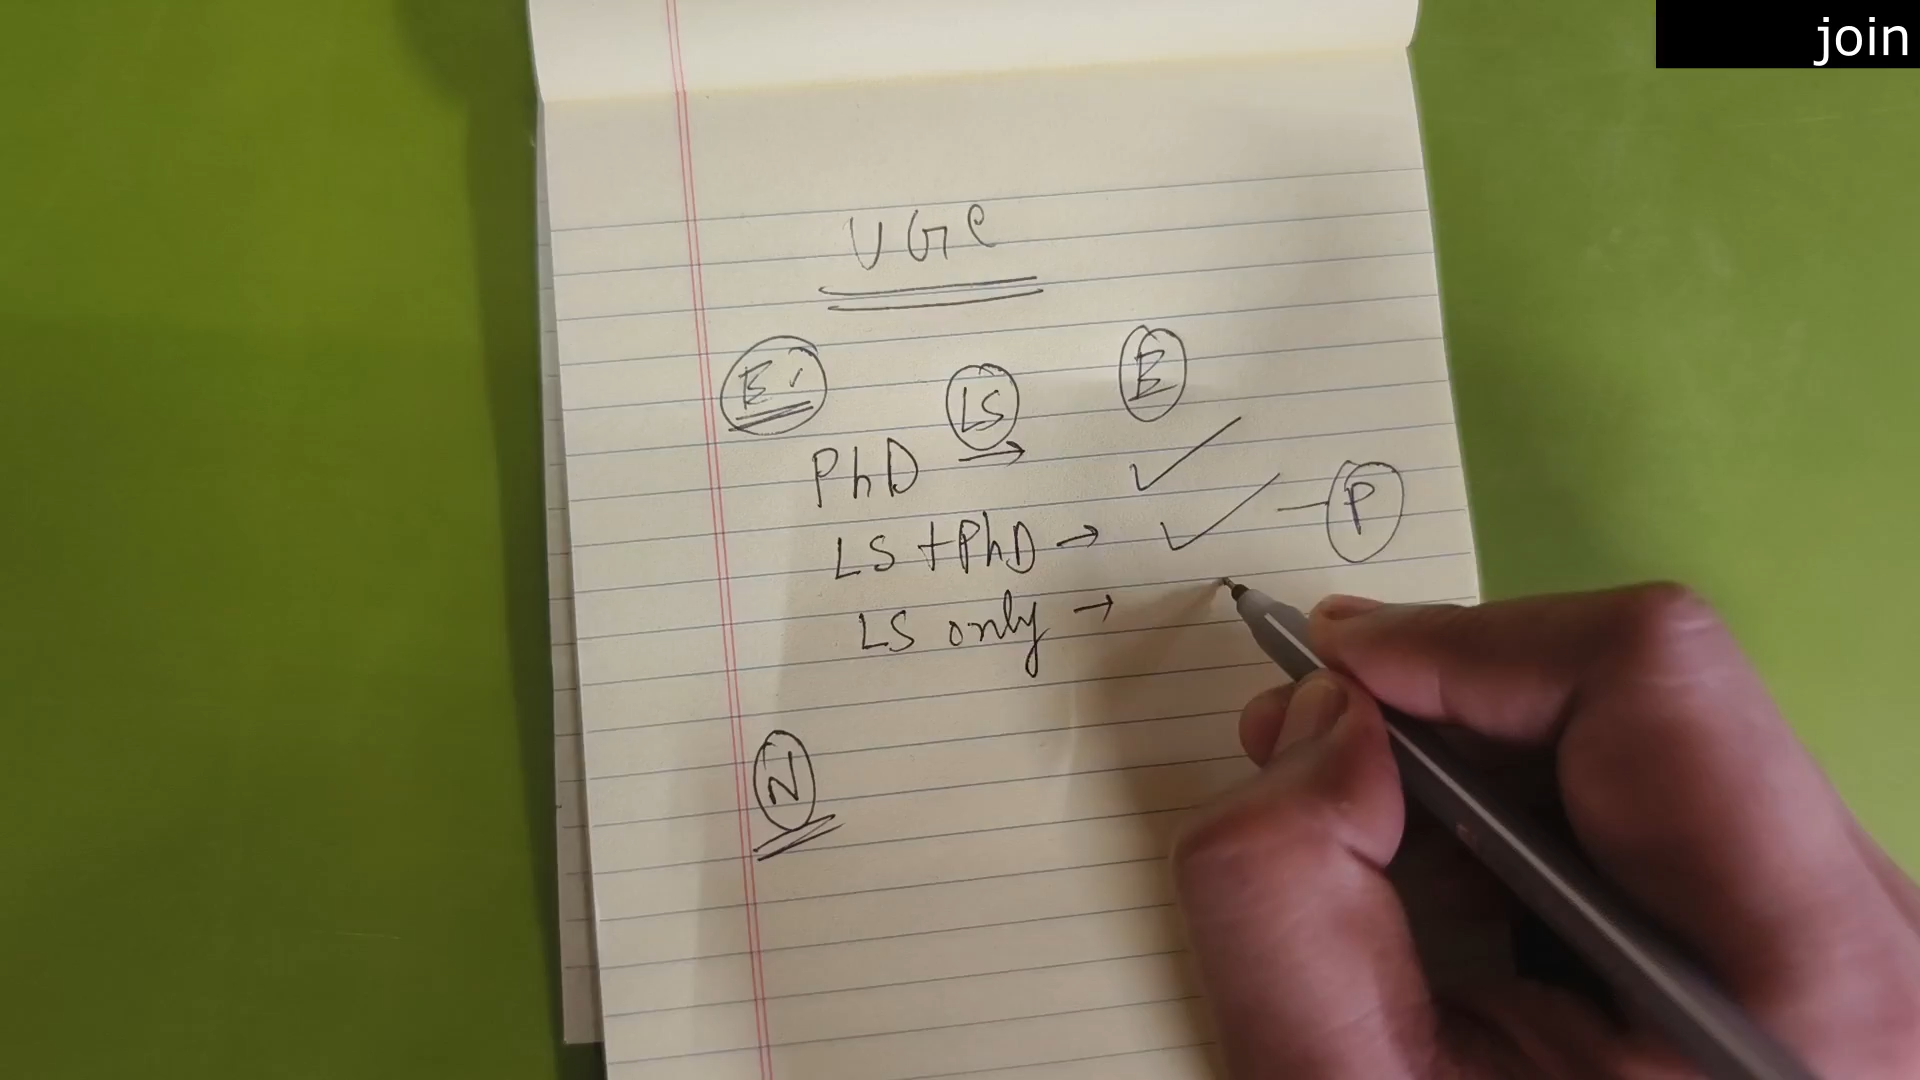 join
UGC
E
LS
E
PhD →
LS + PhD → P
LS only →
N